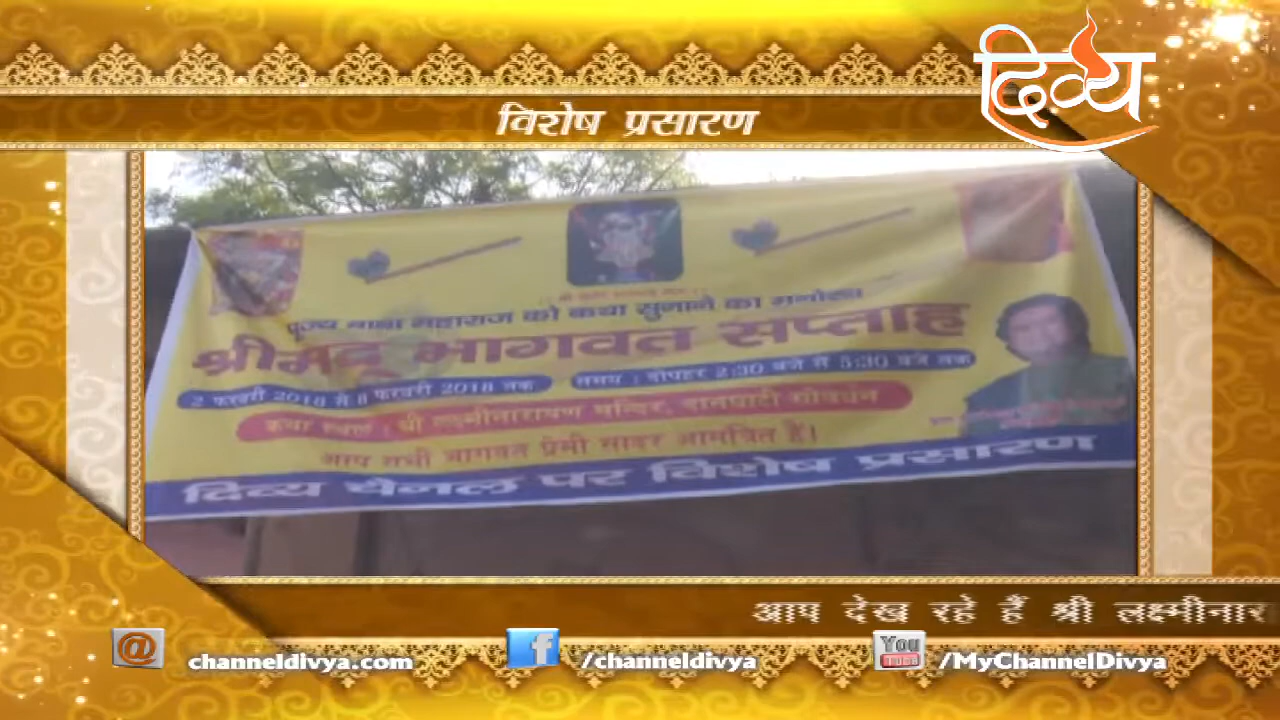 दिव्य
विशेष प्रसारण
पूज्य बाबा महाराज को कथा सुनाने का मनोरथ
श्रीमद् भागवत सप्ताह
2 फरवरी 2018 से 8 फरवरी 2018 तक समय : दोपहर 2:30 बजे से 5:30 बजे तक
कथा स्थल : श्री लक्ष्मीनारायण मन्दिर, दानघाटी गोवर्धन
आप सभी भागवत प्रेमी सादर आमंत्रित हैं।
दिव्य चैनल पर विशेष प्रसारण
आप देख रहे हैं श्री लक्ष्मीनार
@ channeldivya.com f /channeldivya You Tube /MyChannelDivya